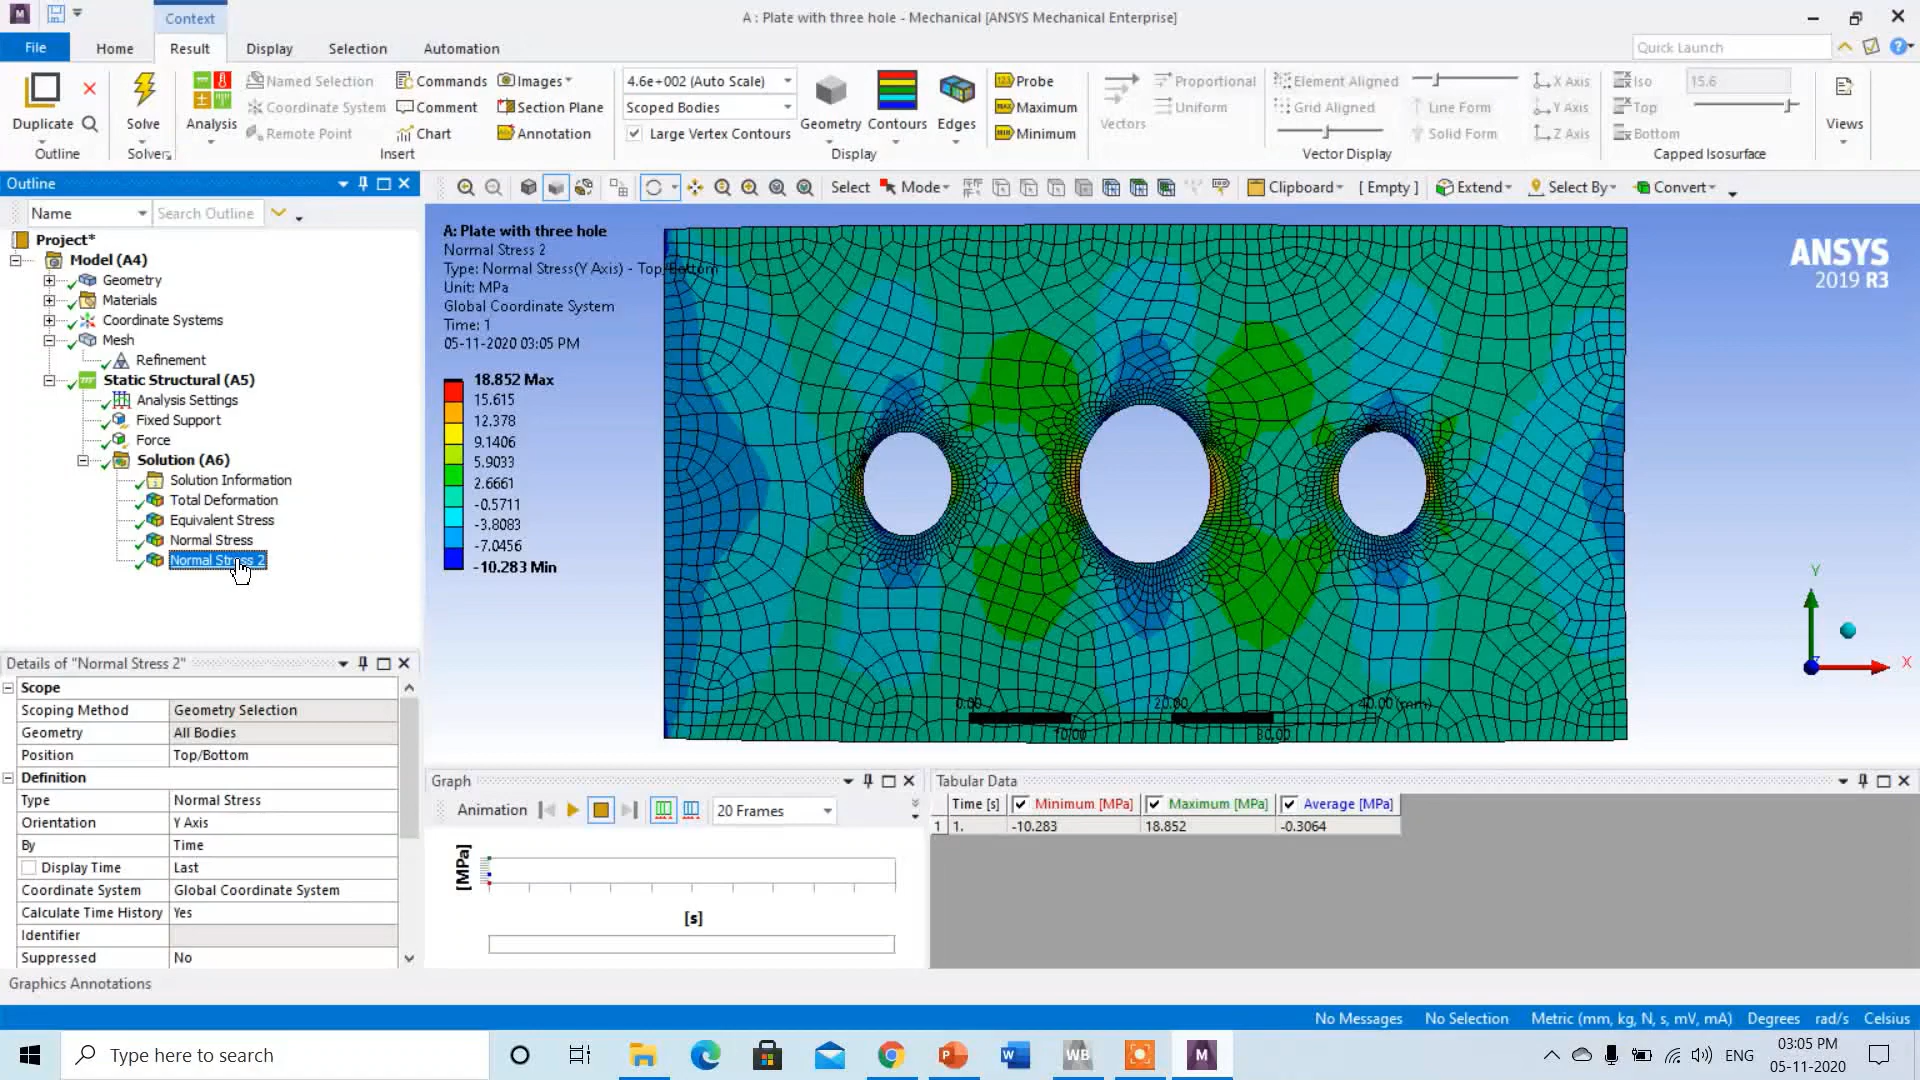 Context
A : Plate with three hole - Mechanical [ANSYS Mechanical Enterprise]
File Home Result Display Selection Automation
Quick Launch
Duplicate
Outline
Solve
Solver
Analysis
Named Selection
Coordinate System
Remote Point
Commands
Comment
Chart
Images
Section Plane
Annotation
Insert
4.6e+002 (Auto Scale)
Scoped Bodies
Large Vertex Contours
Geometry
Contours
Edges
Display
Probe
Maximum
Minimum
Vectors
Proportional
Uniform
Element Aligned
Grid Aligned
Line Form
Solid Form
X Axis
Y Axis
Z Axis
Vector Display
Iso
Top
Bottom
15.6
Capped Isosurface
Views
Outline
Name
Search Outline
Select Mode
Clipboard [ Empty ] Extend Select By Convert
Project*
Model (A4)
Geometry
Materials
Coordinate Systems
Mesh
Refinement
Static Structural (A5)
Analysis Settings
Fixed Support
Force
Solution (A6)
Solution Information
Total Deformation
Equivalent Stress
Normal Stress
Normal Stress 2
A: Plate with three hole
Normal Stress 2
Type: Normal Stress(Y Axis) - Top/Bottom
Unit: MPa
Global Coordinate System
Time: 1
05-11-2020 03:05 PM
18.852 Max
15.615
12.378
9.1406
5.9033
2.6661
-0.5711
-3.8083
-7.0456
-10.283 Min
ANSYS
2019 R3
0.00 20.00 40.00 (mm)
10.00 30.00
Y
X
Details of "Normal Stress 2"
Scope
Scoping Method Geometry Selection
Geometry All Bodies
Position Top/Bottom
Definition
Type Normal Stress
Orientation Y Axis
By Time
Display Time Last
Coordinate System Global Coordinate System
Calculate Time History Yes
Identifier
Suppressed No
Graph
Animation 20 Frames
[MPa]
[s]
Tabular Data
Time [s] Minimum [MPa] Maximum [MPa] Average [MPa]
1 1. -10.283 18.852 -0.3064
Graphics Annotations
No Messages No Selection Metric (mm, kg, N, s, mV, mA) Degrees rad/s Celsius
Type here to search
WB
M
ENG
03:05 PM
05-11-2020